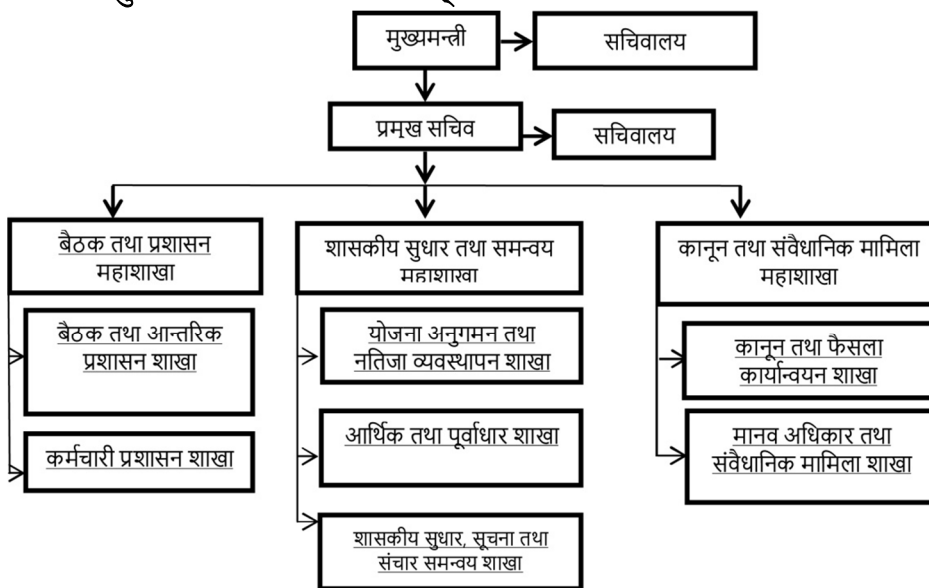 मुख्यमन्त्री
सचिवालय
प्रमुख सचिव
सचिवालय
बैठक तथा प्रशासन
महाशाखा
शासकीय सुधार तथा समन्वय
महाशाखा
कानून तथा संवैधानिक मामिला
महाशाखा
बैठक तथा आन्तरिक
प्रशासन शाखा
कर्मचारी प्रशासन शाखा
योजना अनुगमन तथा
नतिजा व्यवस्थापन शाखा
आर्थिक तथा पूर्वाधार शाखा
शासकीय सुधार, सूचना तथा
संचार समन्वय शाखा
कानून तथा फैसला
कार्यान्वयन शाखा
मानव अधिकार तथा
संवैधानिक मामिला शाखा